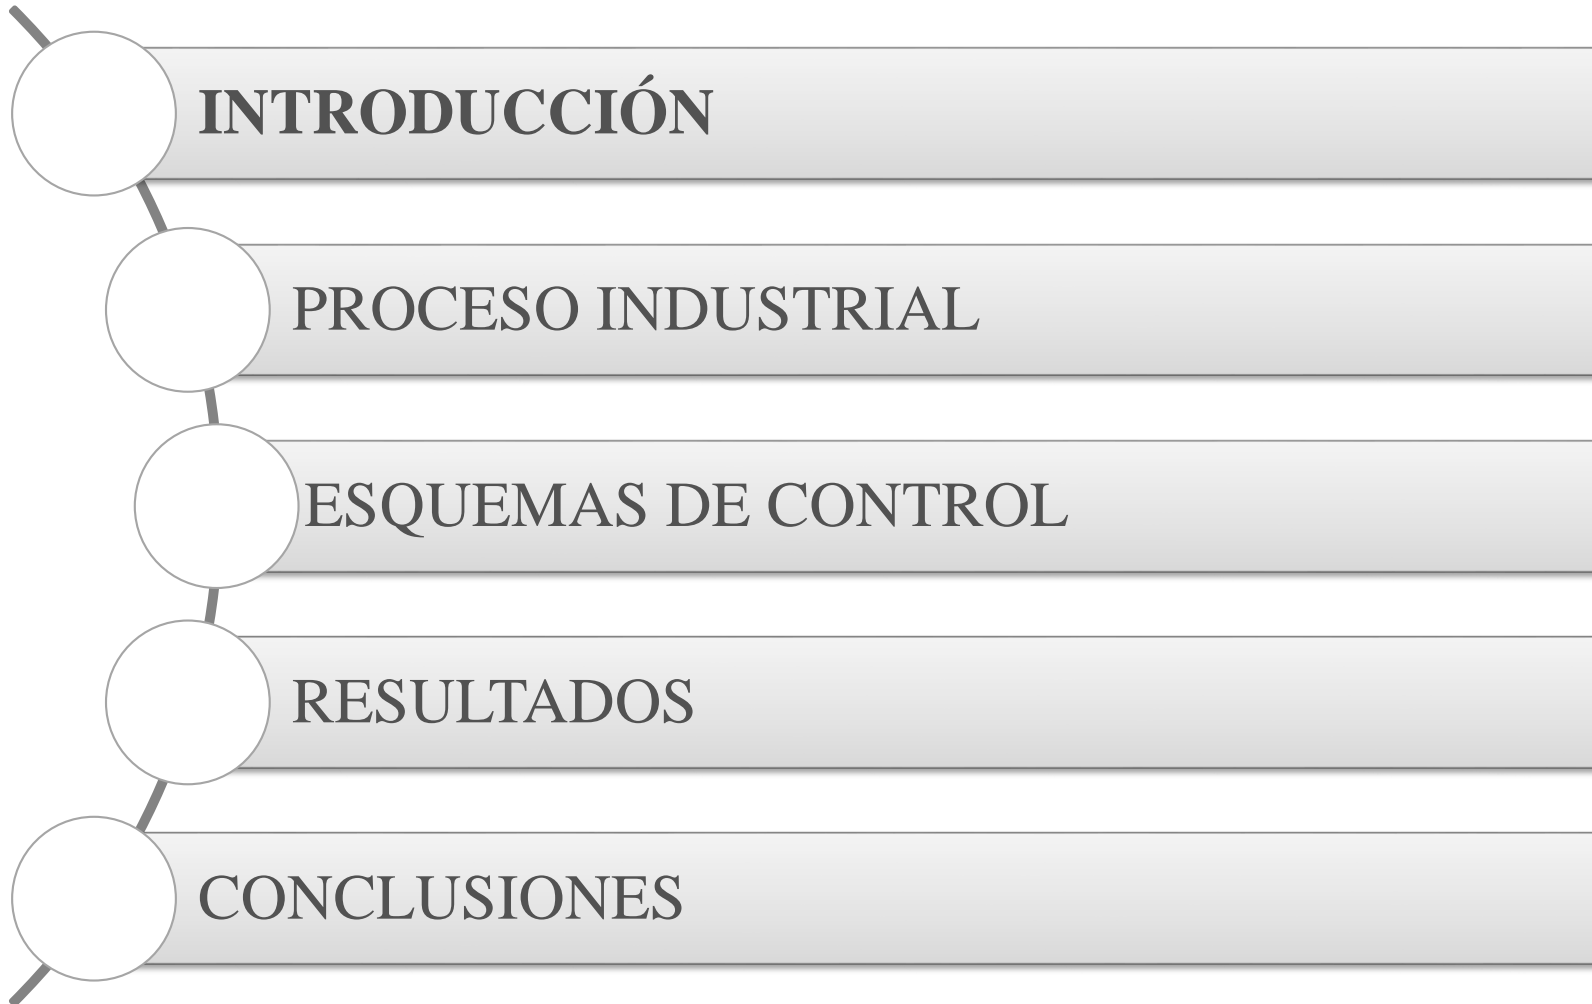 INTRODUCCIÓN
PROCESO INDUSTRIAL
ESQUEMAS DE CONTROL
RESULTADOS
CONCLUSIONES